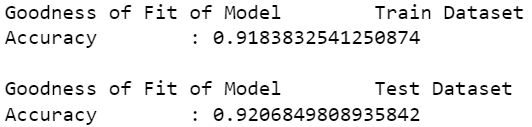 Goodness of Fit of Model Train Dataset
Accuracy : 0.9183832541250874
Goodness of Fit of Model Test Dataset
Accuracy : 0.9206849808935842